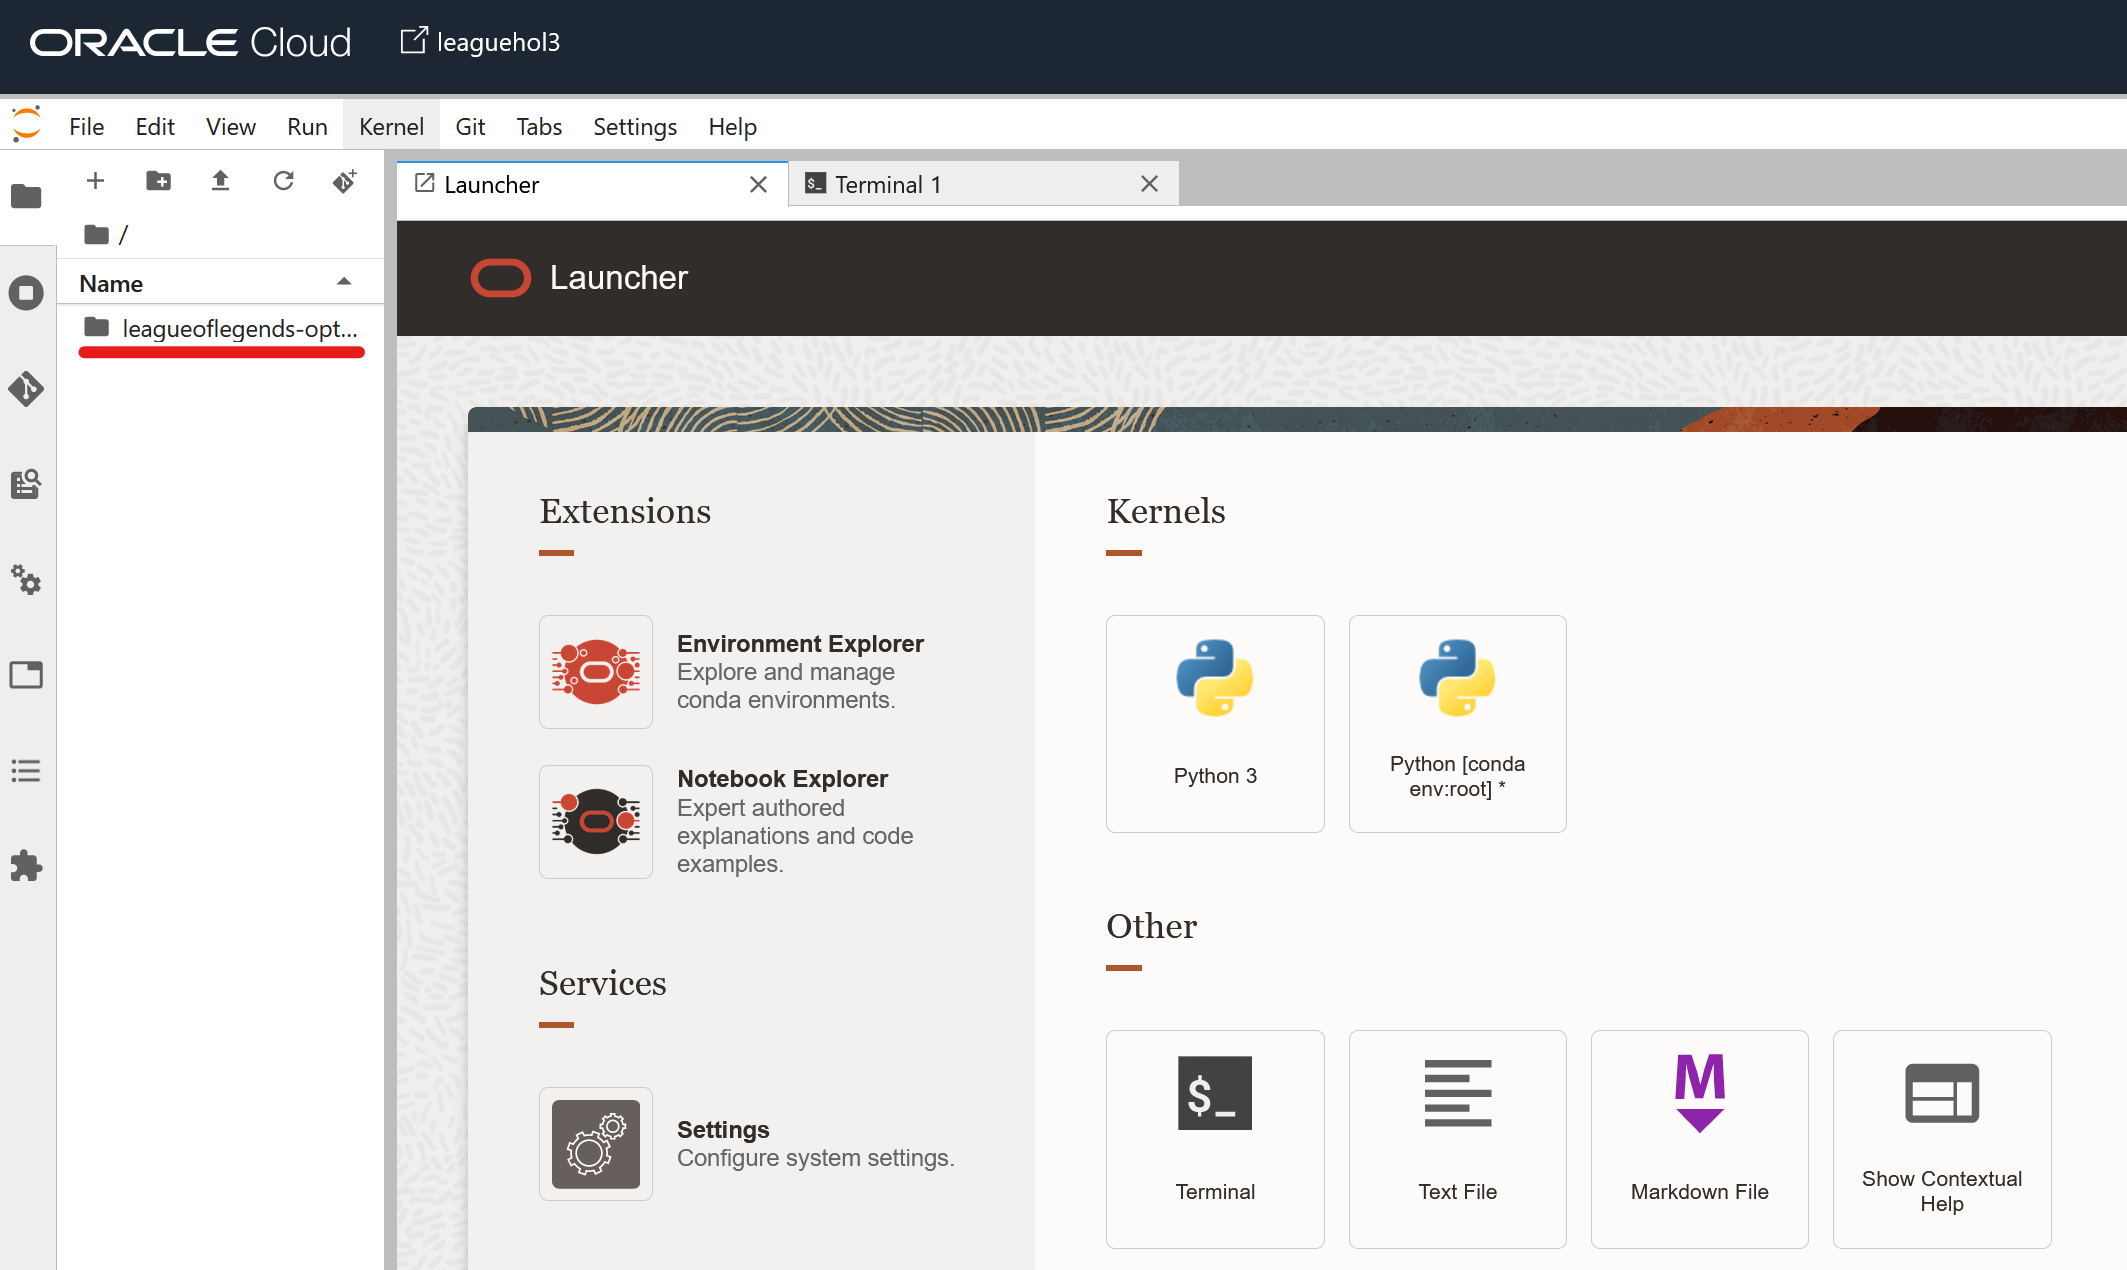 ORACLE Cloud leaguehol3
File Edit View Run Kernel Git Tabs Settings Help
Launcher
Terminal 1
/
Name
leagueoflegends-opt...
Launcher
Extensions
Environment Explorer
Explore and manage
conda environments.
Notebook Explorer
Expert authored
explanations and code
examples.
Services
Settings
Configure system settings.
Kernels
Python 3
Python [conda
env:root] *
Other
$_
Terminal
Text File
M
Markdown File
Show Contextual
Help